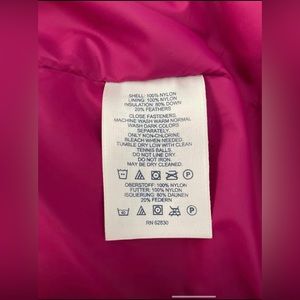 SHELL: 100% NYLON
LINING: 100% NYLON
INSULATION: 80% DOWN
20% FEATHERS
CLOSE FASTENERS.
MACHINE WASH WARM NORMAL
WASH DARK COLORS
SEPARATELY.
ONLY NON-CHLORINE
BLEACH WHEN NEEDED.
TUMBLE DRY LOW WITH CLEAN
TENNIS BALLS.
DO NOT LINE DRY.
DO NOT IRON.
MAY BE DRY CLEANED.
OBERSTOFF: 100% NYLON
FUTTER: 100% NYLON
ISOLIERUNG: 80% DAUNEN
20% FEDERN
RN 62830